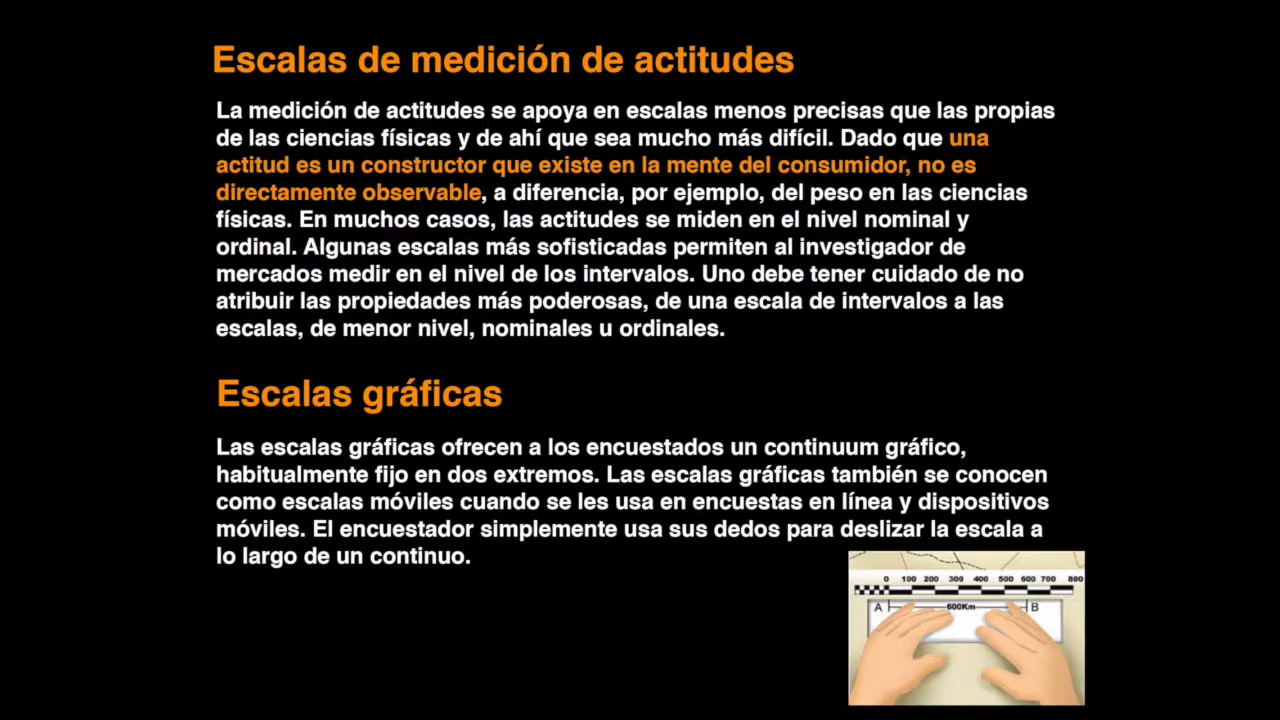 Escalas de medición de actitudes
La medición de actitudes se apoya en escalas menos precisas que las propias
de las ciencias físicas y de ahí que sea mucho más difícil. Dado que una
actitud es un constructor que existe en la mente del consumidor, no es
directamente observable, a diferencia, por ejemplo, del peso en las ciencias
físicas. En muchos casos, las actitudes se miden en el nivel nominal y
ordinal. Algunas escalas más sofisticadas permiten al investigador de
mercados medir en el nivel de los intervalos. Uno debe tener cuidado de no
atribuir las propiedades más poderosas, de una escala de intervalos a las
escalas, de menor nivel, nominales u ordinales.
Escalas gráficas
Las escalas gráficas ofrecen a los encuestados un continuum gráfico,
habitualmente fijo en dos extremos. Las escalas gráficas también se conocen
como escalas móviles cuando se les usa en encuestas en línea y dispositivos
móviles. El encuestador simplemente usa sus dedos para deslizar la escala a
lo largo de un continuo.
0 100 200 300 400 500 600 700 800
A 600Km B